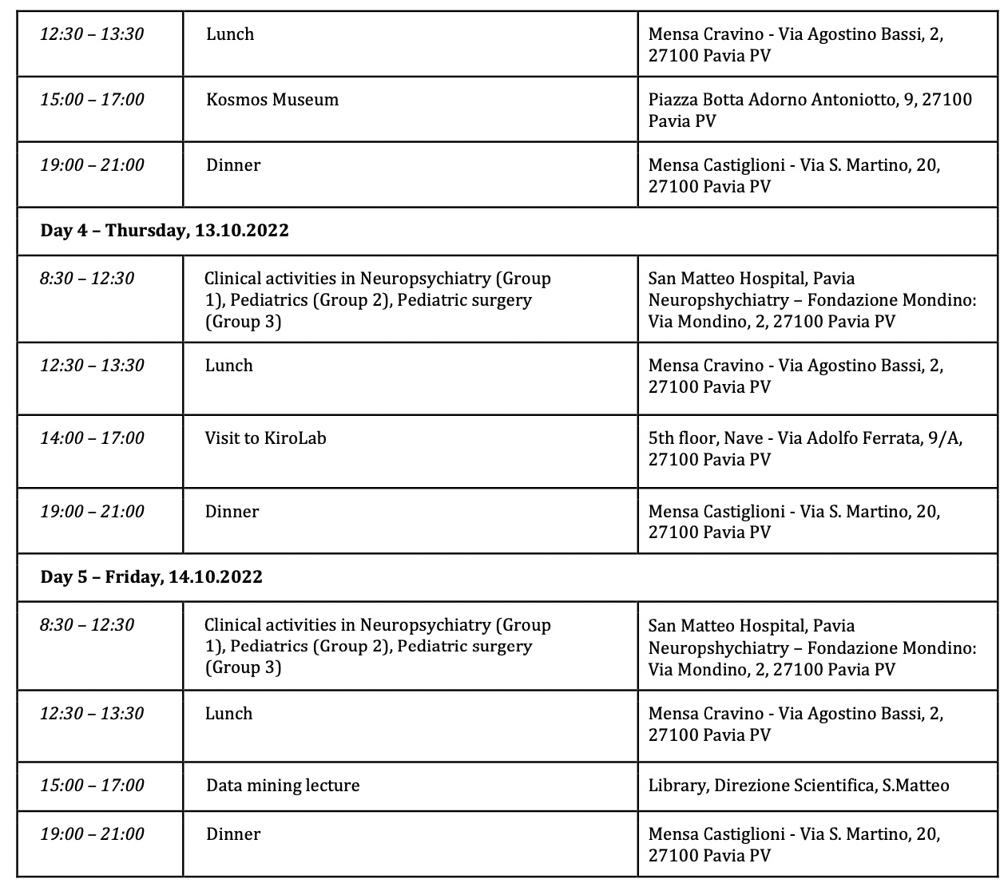 12:30 – 13:30
Lunch
Mensa Cravino - Via Agostino Bassi, 2,
27100 Pavia PV
15:00 – 17:00
Kosmos Museum
Piazza Botta Adorno Antoniotto, 9, 27100
Pavia PV
19:00 – 21:00
Dinner
Mensa Castiglioni - Via S. Martino, 20,
27100 Pavia PV
Day 4 – Thursday, 13.10.2022
8:30 – 12:30
Clinical activities in Neuropsychiatry (Group
1), Pediatrics (Group 2), Pediatric surgery
(Group 3)
San Matteo Hospital, Pavia
Neuropshychiatry – Fondazione Mondino:
Via Mondino, 2, 27100 Pavia PV
12:30 – 13:30
Lunch
Mensa Cravino - Via Agostino Bassi, 2,
27100 Pavia PV
14:00 – 17:00
Visit to KiroLab
5th floor, Nave - Via Adolfo Ferrata, 9/A,
27100 Pavia PV
19:00 – 21:00
Dinner
Mensa Castiglioni - Via S. Martino, 20,
27100 Pavia PV
Day 5 – Friday, 14.10.2022
8:30 – 12:30
Clinical activities in Neuropsychiatry (Group
1), Pediatrics (Group 2), Pediatric surgery
(Group 3)
San Matteo Hospital, Pavia
Neuropshychiatry – Fondazione Mondino:
Via Mondino, 2, 27100 Pavia PV
12:30 – 13:30
Lunch
Mensa Cravino - Via Agostino Bassi, 2,
27100 Pavia PV
15:00 – 17:00
Data mining lecture
Library, Direzione Scientifica, S.Matteo
19:00 – 21:00
Dinner
Mensa Castiglioni - Via S. Martino, 20,
27100 Pavia PV